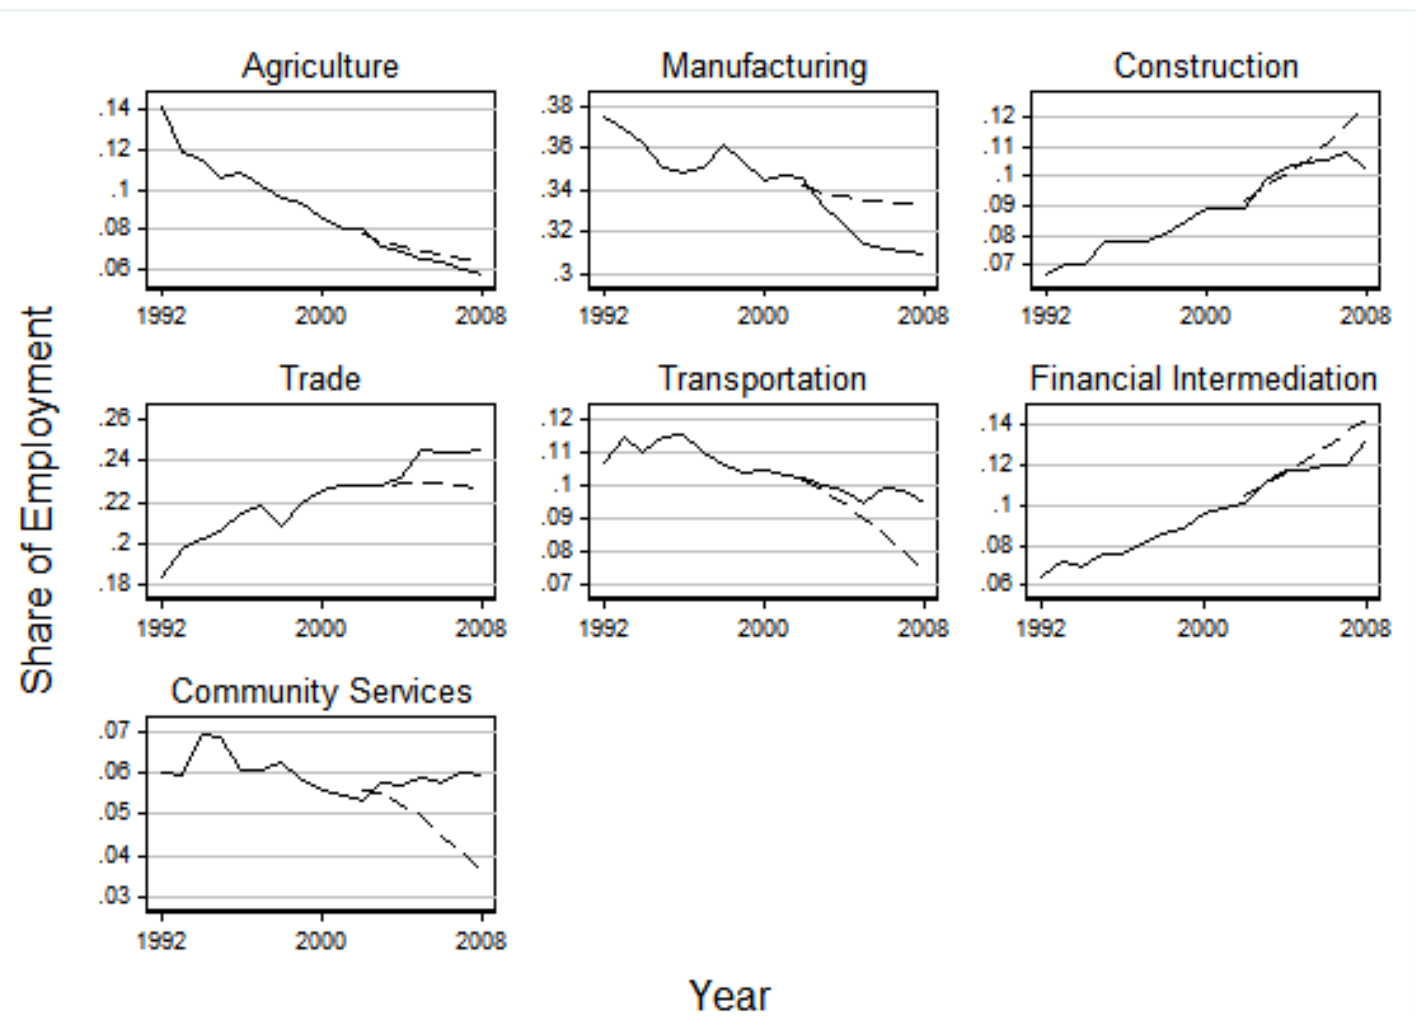 Agriculture
.14
.12
.1
.08
.06
1992 2000 2008
Manufacturing
.38
.36
.34
.32
.3
1992 2000 2008
Construction
.12
.11
.1
.09
.08
.07
1992 2000 2008
Share of Employment
Trade
.26
.24
.22
.2
.18
1992 2000 2008
Transportation
.12
.11
.1
.09
.08
.07
1992 2000 2008
Financial Intermediation
.14
.12
.1
.08
.06
1992 2000 2008
Community Services
.07
.06
.05
.04
.03
1992 2000 2008
Year